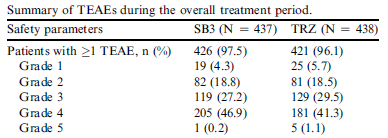 Summary of TEAEs during the overall treatment period.
Safety parameters SB3 (N = 437) TRZ (N = 438)
Patients with ≥1 TEAE, n (%) 426 (97.5) 421 (96.1)
Grade 1 19 (4.3) 25 (5.7)
Grade 2 82 (18.8) 81 (18.5)
Grade 3 119 (27.2) 129 (29.5)
Grade 4 205 (46.9) 181 (41.3)
Grade 5 1 (0.2) 5 (1.1)